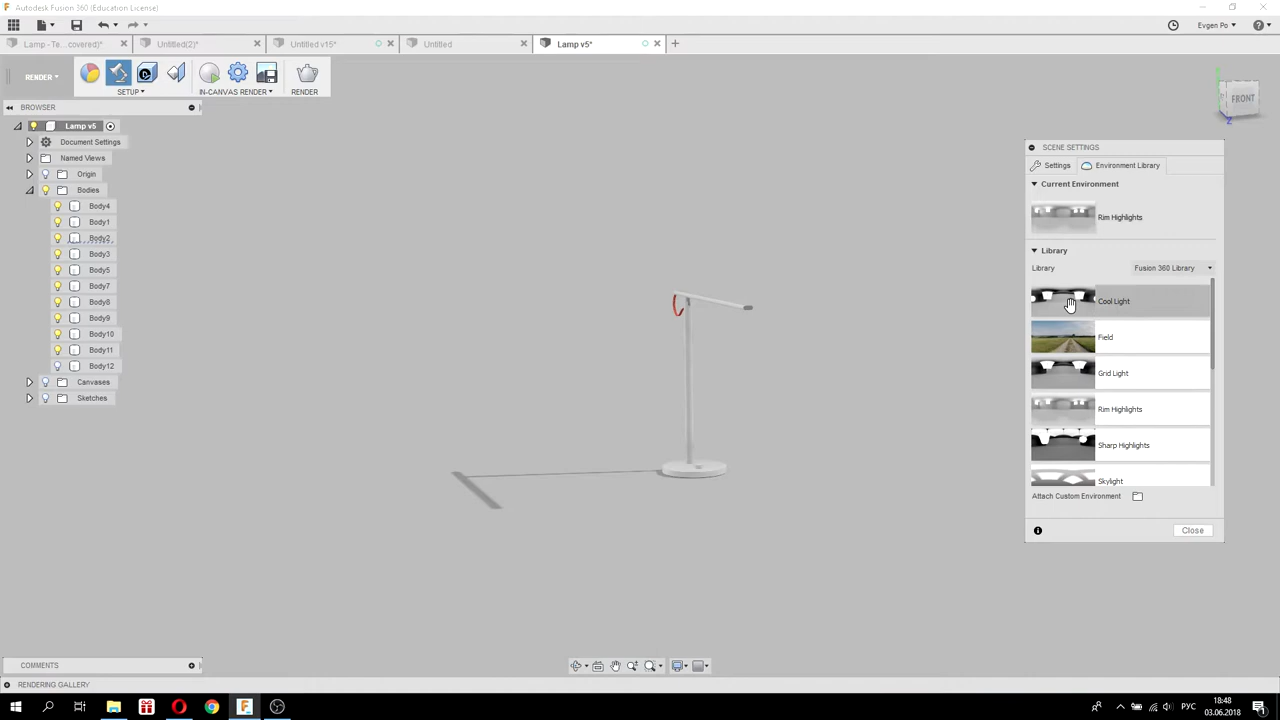 Autodesk Fusion 360 (Education License)
Evgen Po
Lamp - Te...covered)*
Untitled(2)*
Untitled v15*
Untitled
Lamp v5*
RENDER
SETUP
IN-CANVAS RENDER
RENDER
BROWSER
Lamp v5
Document Settings
Named Views
Origin
Bodies
Body4
Body1
Body2
Body3
Body5
Body7
Body8
Body9
Body10
Body11
Body12
Canvases
Sketches
FRONT
Z
SCENE SETTINGS
Settings
Environment Library
Current Environment
Rim Highlights
Library
Library
Fusion 360 Library
Cool Light
Field
Grid Light
Rim Highlights
Sharp Highlights
Skylight
Attach Custom Environment
Close
COMMENTS
RENDERING GALLERY
РУС
18:48
03.06.2018